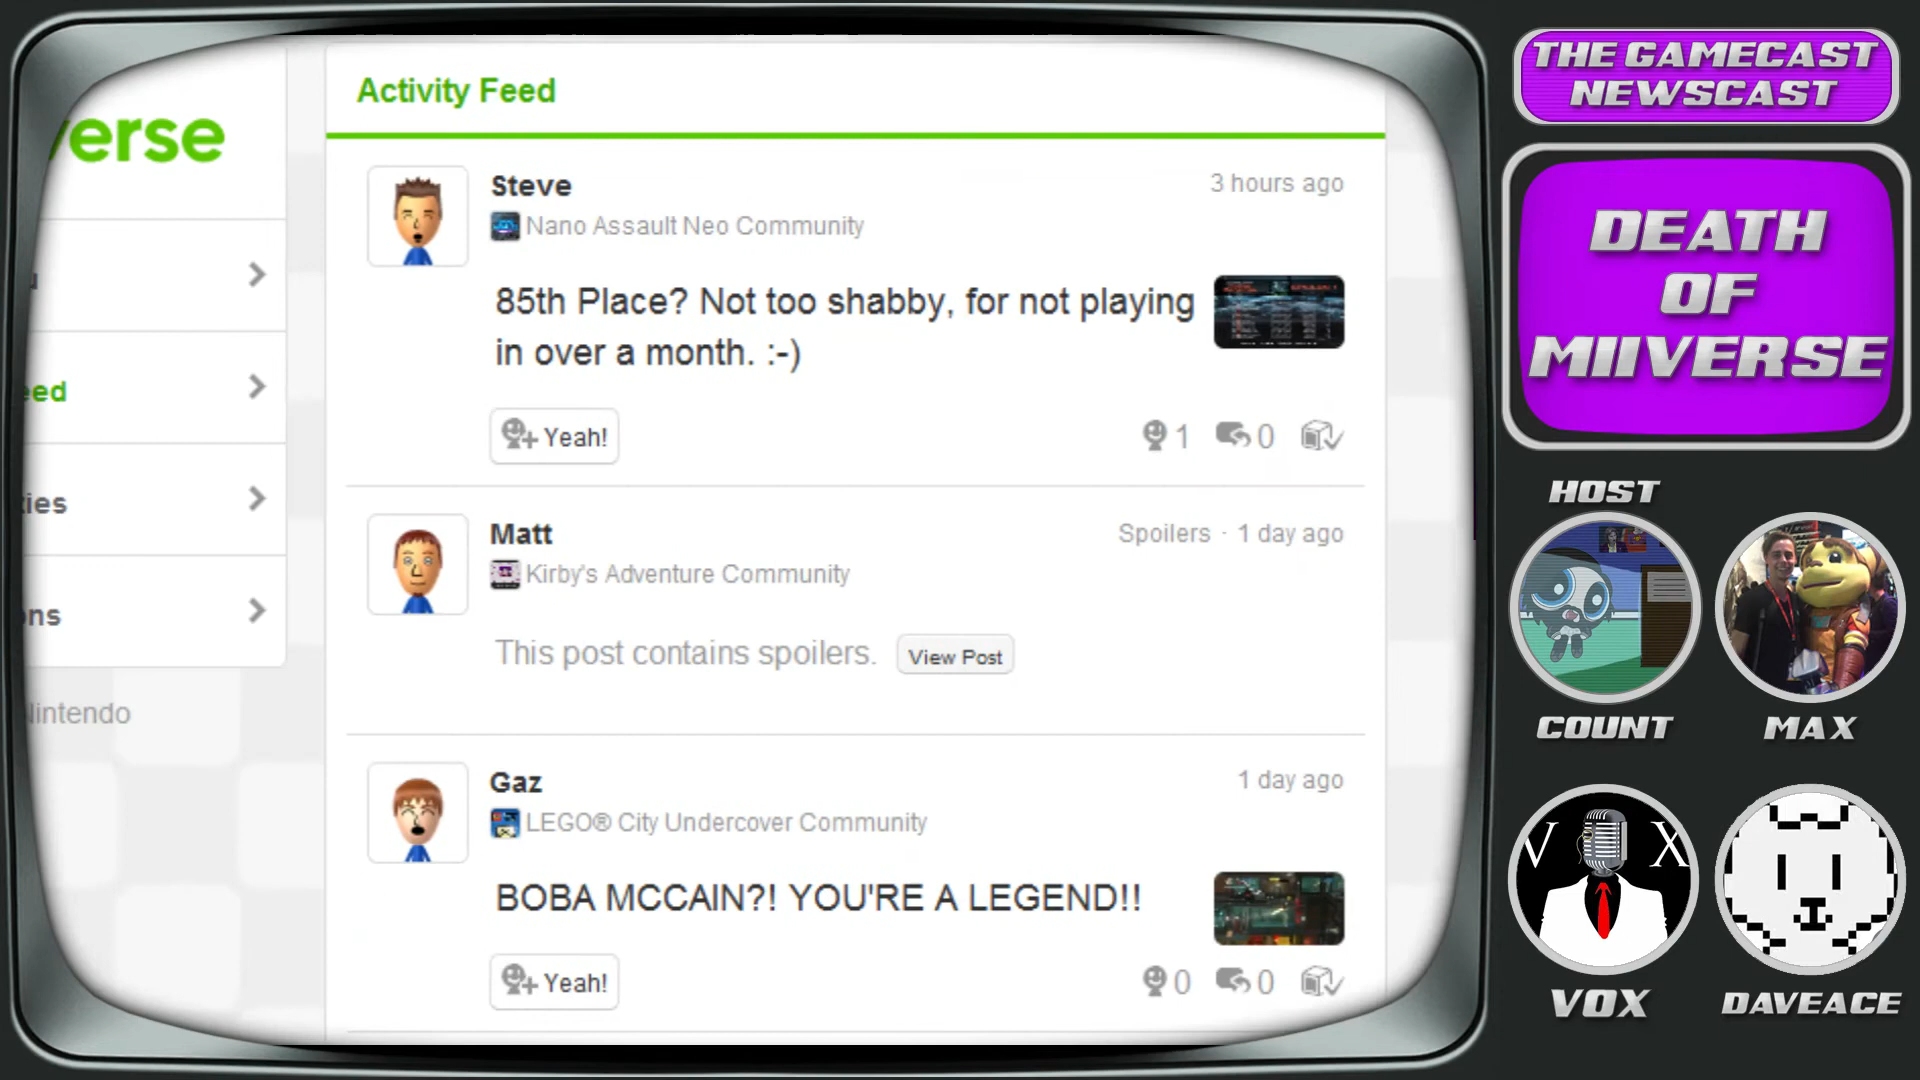 THE GAMECAST
NEWSCAST
DEATH
OF
MIIVERSE
HOST
COUNT
MAX
V X
VOX
DAVEACE
verse
eed
ies
ns
Nintendo
Activity Feed
Steve
3 hours ago
Nano Assault Neo Community
85th Place? Not too shabby, for not playing
in over a month. :-)
Yeah!
1
0
Matt
Spoilers · 1 day ago
Kirby's Adventure Community
This post contains spoilers.
View Post
Gaz
1 day ago
LEGO® City Undercover Community
BOBA MCCAIN?! YOU'RE A LEGEND!!
Yeah!
0
0